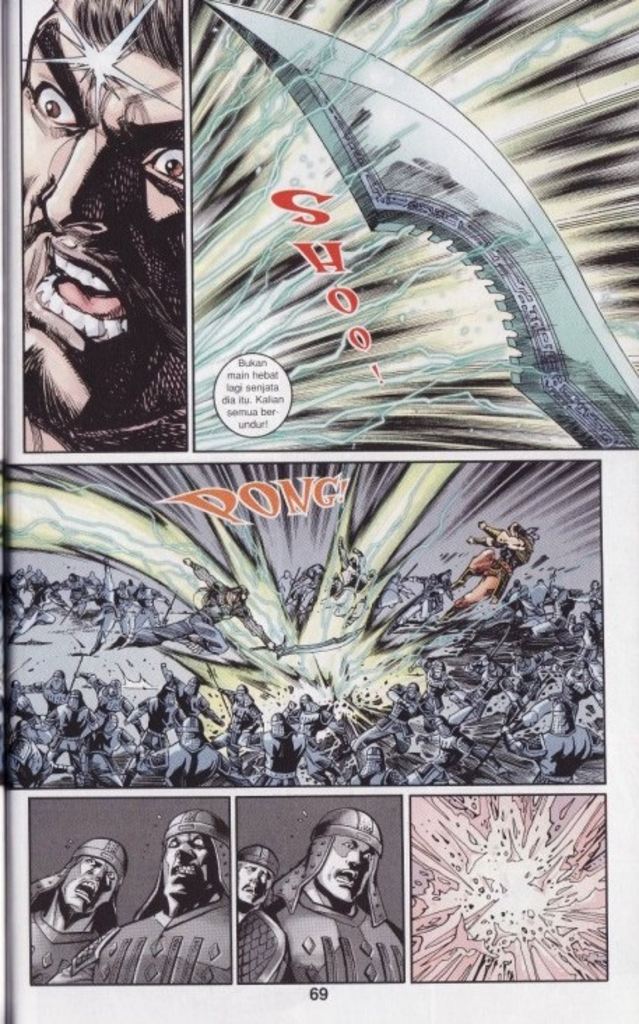 SHOO!
Bukan
main hebat
lagi senjata
dia itu. Kalian
semua ber-
undur!
PONG!
69